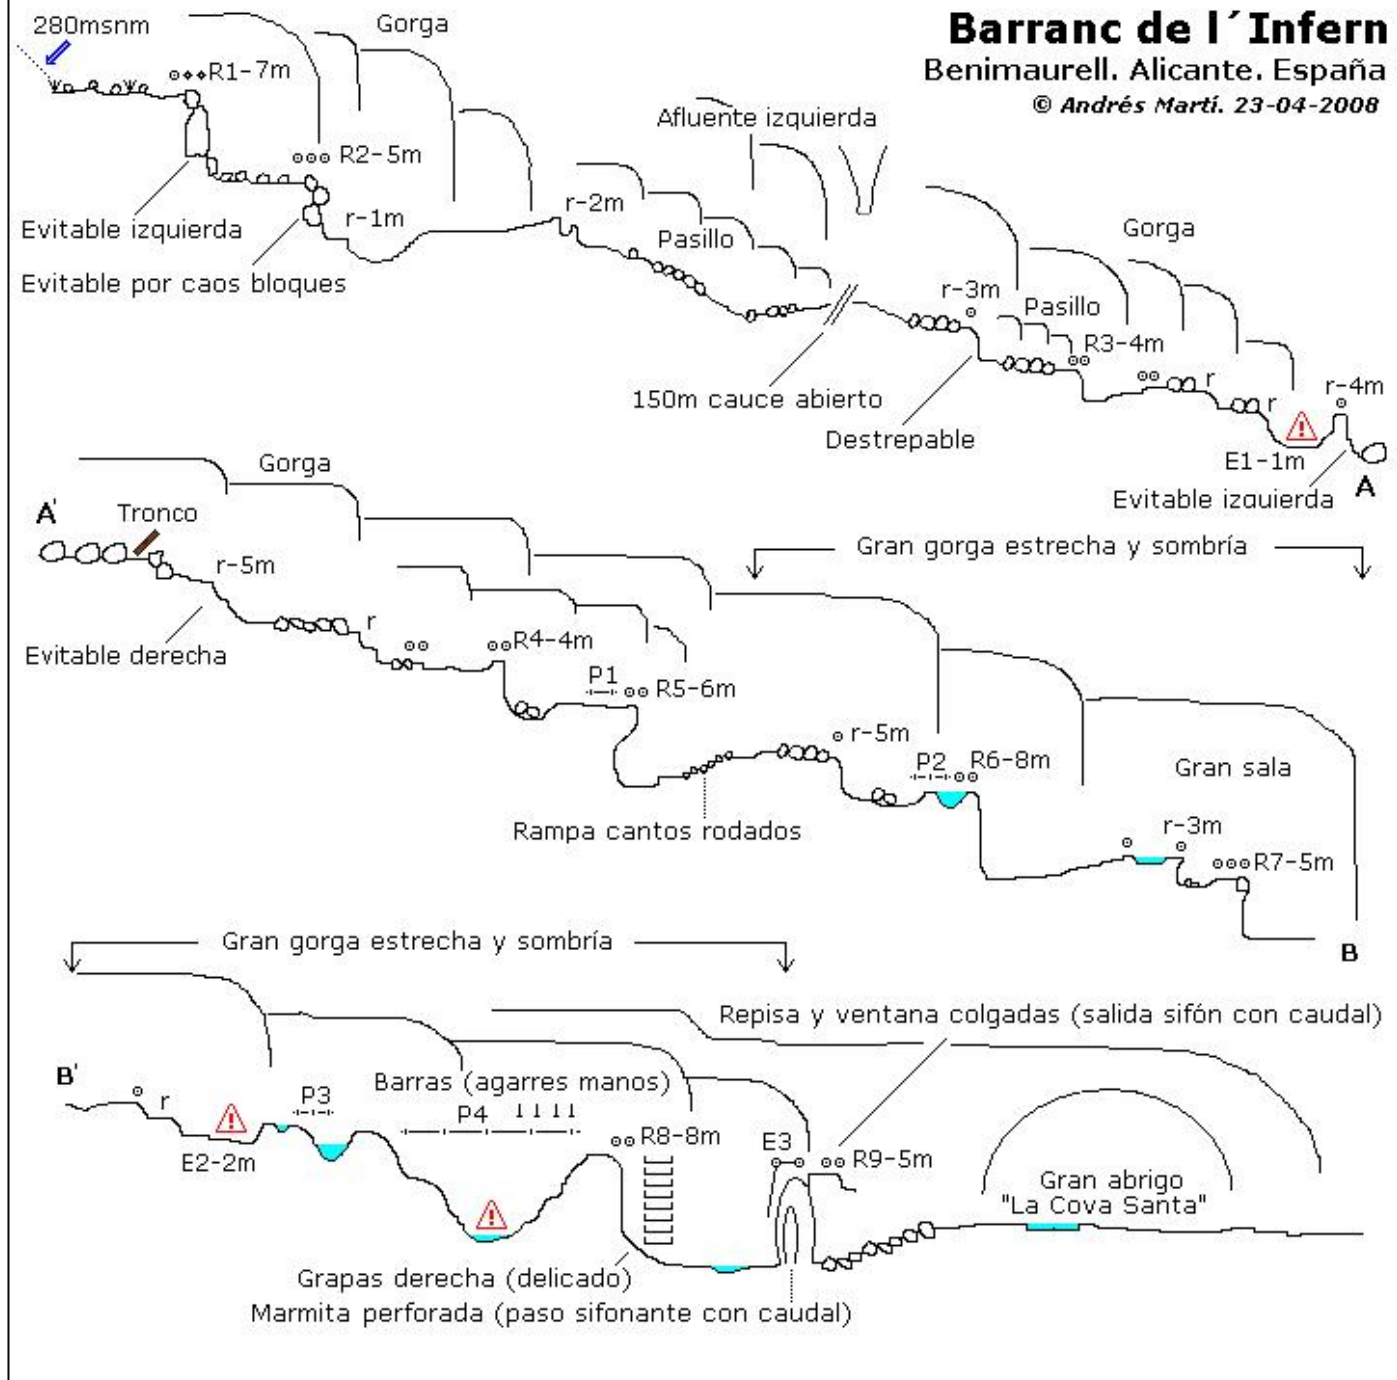 Barranc de l´Infern
Benimaurell. Alicante. España
© Andrés Martí. 23-04-2008
280msnm
Gorga
R1-7m
R2-5m
Evitable izquierda
r-1m
Evitable por caos bloques
Afluente izquierda
r-2m
Pasillo
Gorga
r-3m
Pasillo
R3-4m
150m cauce abierto
Destrepable
r
r
r-4m
E1-1m
Evitable izquierda
A
A'
Tronco
Gorga
Gran gorga estrecha y sombría
r-5m
r
Evitable derecha
R4-4m
P1
R5-6m
r-5m
P2
R6-8m
Gran sala
Rampa cantos rodados
r-3m
R7-5m
B
Gran gorga estrecha y sombría
Repisa y ventana colgadas (salida sifón con caudal)
B'
r
P3
Barras (agarres manos)
P4
E2-2m
R8-8m
E3
R9-5m
Gran abrigo
"La Cova Santa"
Grapas derecha (delicado)
Marmita perforada (paso sifonante con caudal)